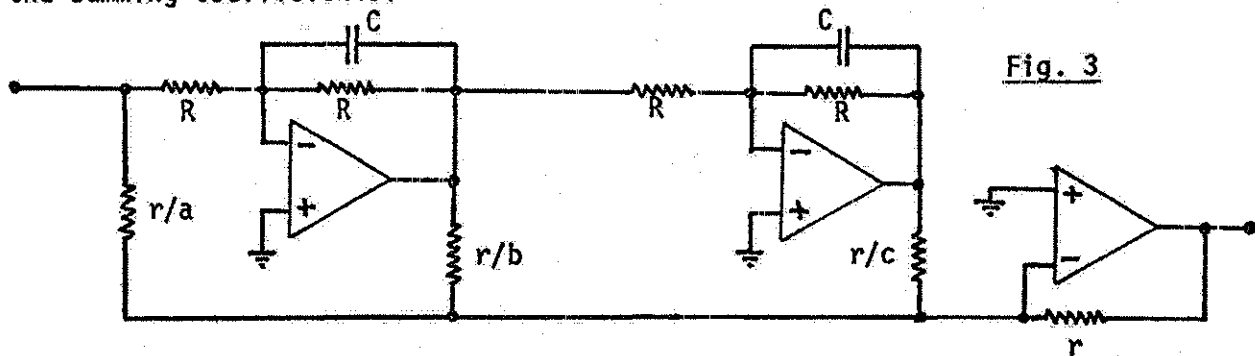 and summing coefficients.
C
C
Fig. 3
R
R
R
R
-
+
-
+
+
-
r/a
r/b
r/c
r